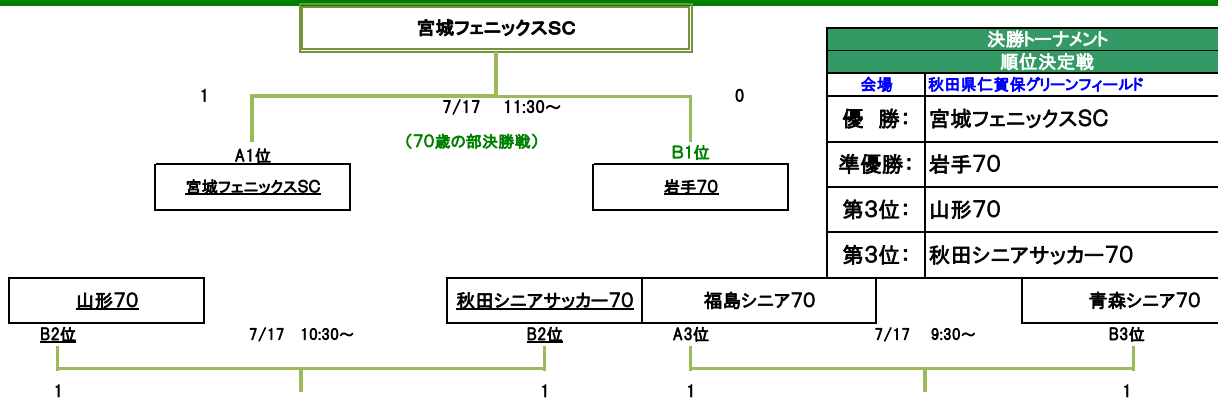 宮城フェニックスSC
1
7/17 11:30～
0
（70歳の部決勝戦）
A1位
B1位
宮城フェニックスSC
岩手70
決勝トーナメント
順位決定戦
会場 秋田県仁賀保グリーンフィールド
優 勝： 宮城フェニックスSC
準優勝： 岩手70
第3位： 山形70
第3位： 秋田シニアサッカー70
山形70
秋田シニアサッカー70
福島シニア70
青森シニア70
B2位
7/17 10:30～
B2位
A3位
7/17 9:30～
B3位
1
1
1
1